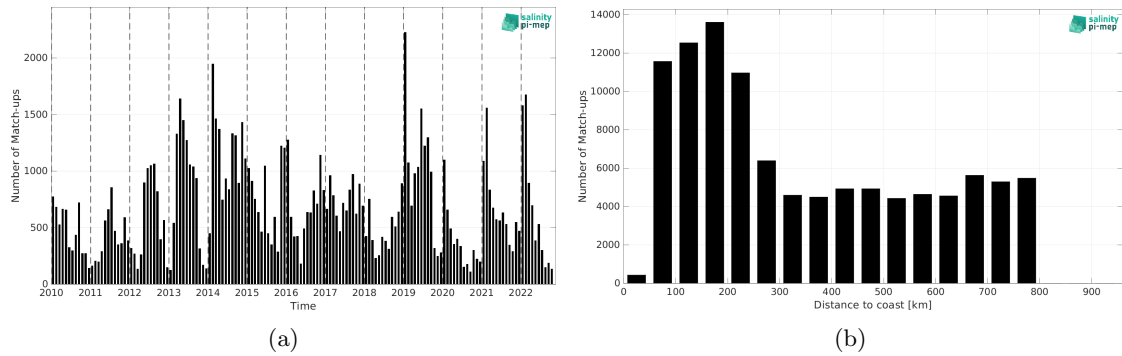 salinity
pi-mep
Number of Match-ups
2000
1500
1000
500
0
2010 2011 2012 2013 2014 2015 2016 2017 2018 2019 2020 2021 2022
Time
(a)
salinity
pi-mep
Number of Match-ups
14000
12000
10000
8000
6000
4000
2000
0
0 100 200 300 400 500 600 700 800 900
Distance to coast [km]
(b)